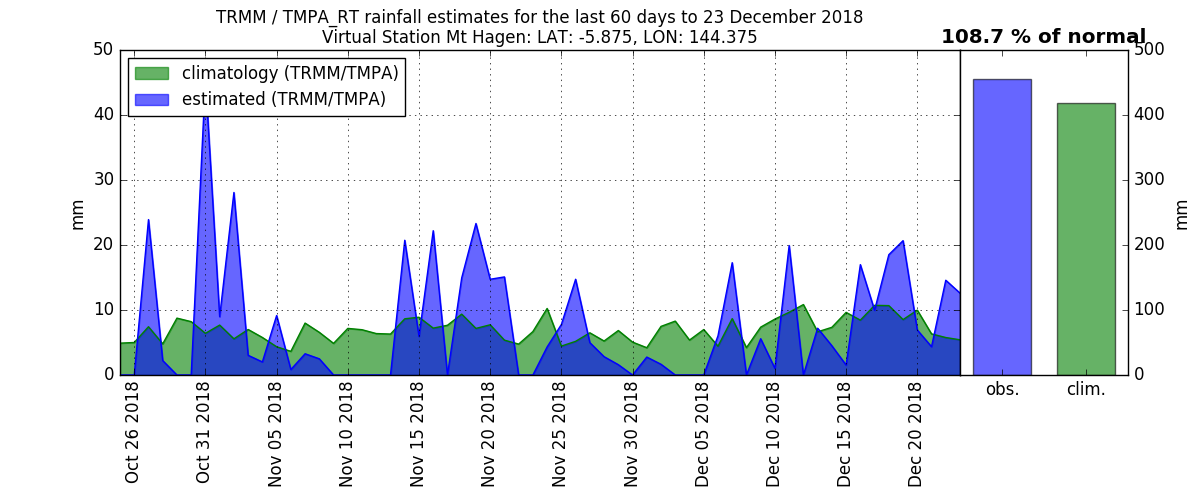 TRMM / TMPA_RT rainfall estimates for the last 60 days to 23 December 2018
Virtual Station Mt Hagen: LAT: -5.875, LON: 144.375
108.7 % of normal
climatology (TRMM/TMPA)
estimated (TRMM/TMPA)
50
40
30
20
10
0
mm
Oct 26 2018
Oct 31 2018
Nov 05 2018
Nov 10 2018
Nov 15 2018
Nov 20 2018
Nov 25 2018
Nov 30 2018
Dec 05 2018
Dec 10 2018
Dec 15 2018
Dec 20 2018
obs.
clim.
500
400
300
200
100
0
mm